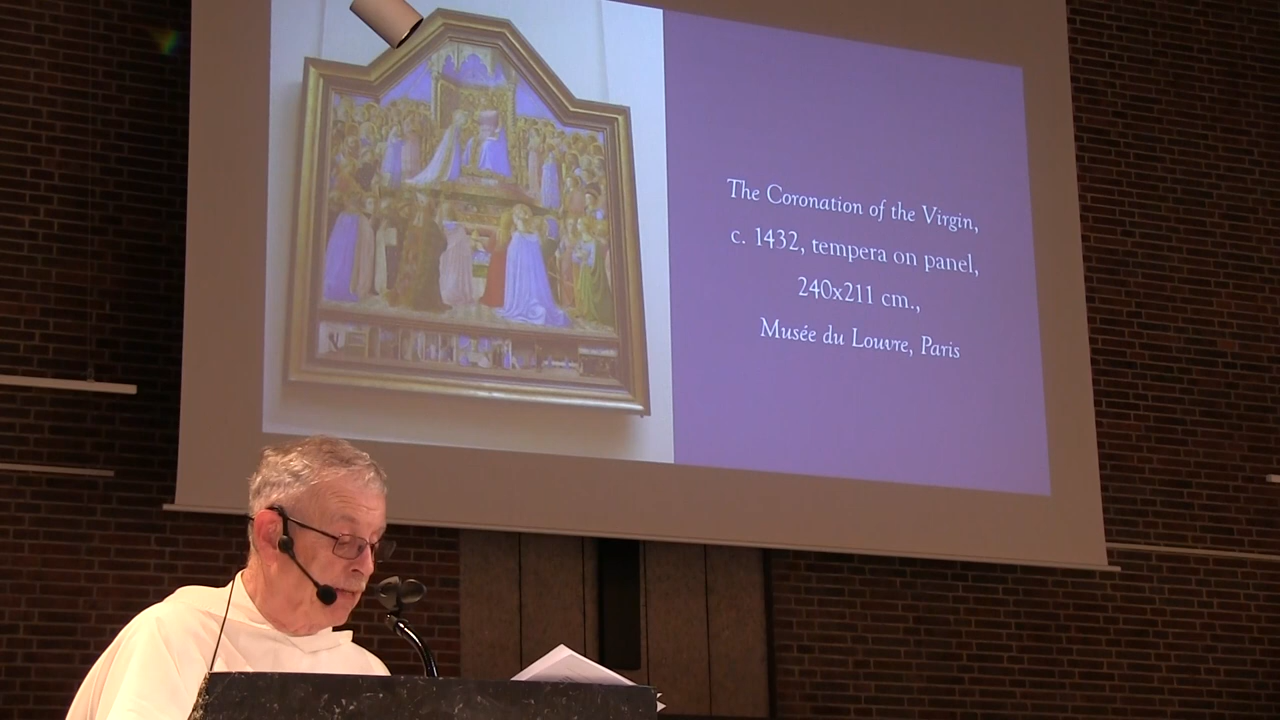 The Coronation of the Virgin,
c. 1432, tempera on panel,
240x211 cm.,
Musée du Louvre, Paris